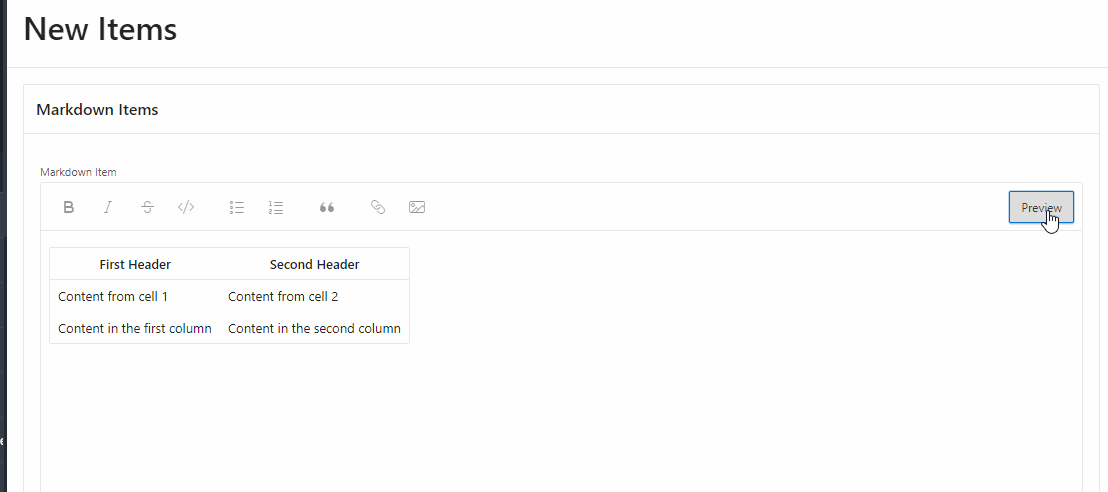 New Items
Markdown Items
Markdown Item
B I S </> Preview
First Header Second Header
Content from cell 1 Content from cell 2
Content in the first column Content in the second column